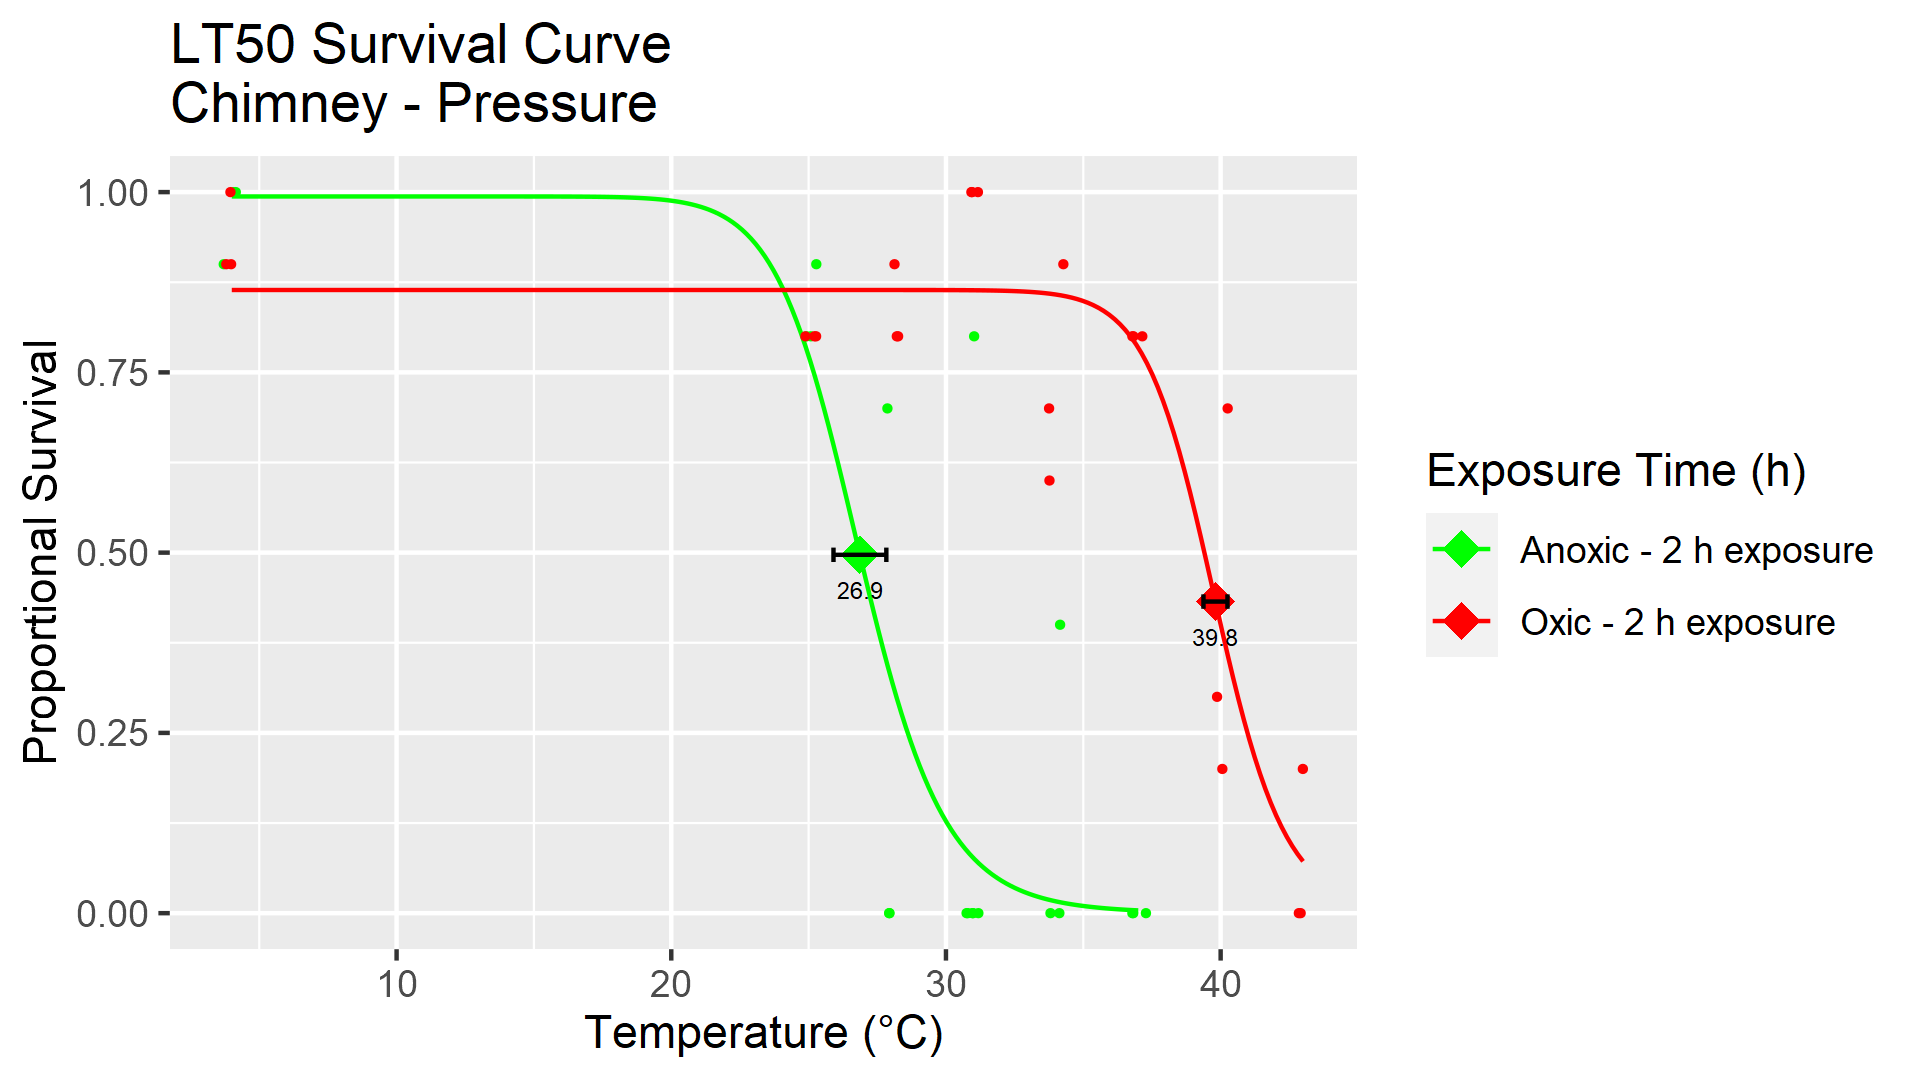 LT50 Survival Curve
Chimney - Pressure
Proportional Survival
1.00
0.75
0.50
0.25
0.00
26.9
39.8
10 20 30 40
Temperature (°C)
Exposure Time (h)
Anoxic - 2 h exposure
Oxic - 2 h exposure